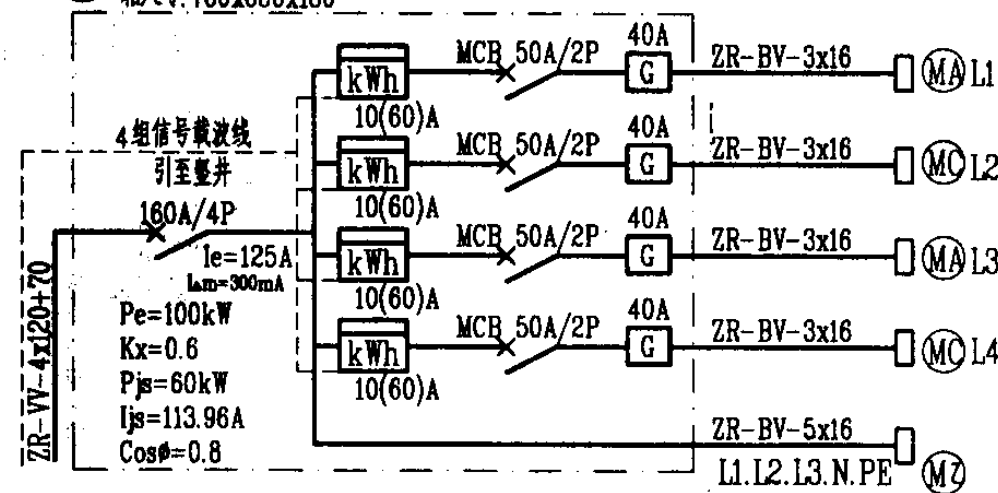 箱/CV:700x600x160
MCB 50A/2P 40A ZR-BV-3x16
kWh G MA L1
10(60)A
4组信号载波线
引至竖井
MCB 50A/2P 40A ZR-BV-3x16
kWh G MC L2
10(60)A
160A/4P
Ie=125A
I△m=300mA
MCB 50A/2P 40A ZR-BV-3x16
kWh G MA L3
10(60)A
Pe=100kW
Kx=0.6
Pjs=60kW
Ijs=113.96A
Cosø=0.8
MCB 50A/2P 40A ZR-BV-3x16
kWh G MC L4
10(60)A
ZR-VV-4x120+70
ZR-BV-5x16
L1.L2.L3.N.PE MZ